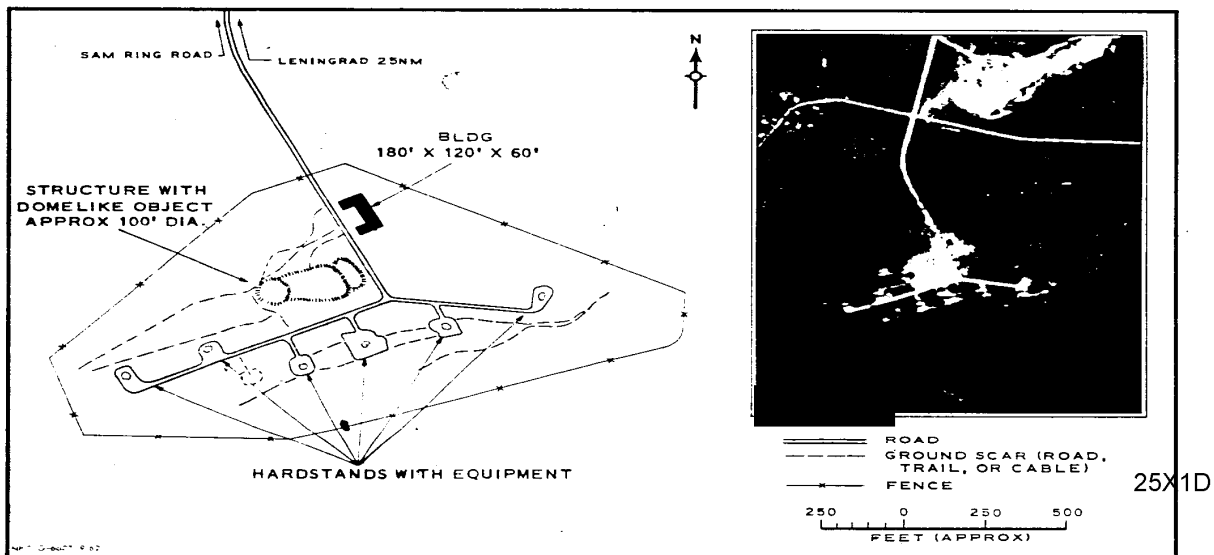 SAM RING ROAD
LENINGRAD 25NM
N
BLDG
180' X 120' X 60'
STRUCTURE WITH
DOMELIKE OBJECT
APPROX 100' DIA.
HARDSTANDS WITH EQUIPMENT
ROAD
GROUND SCAR (ROAD,
TRAIL, OR CABLE)
FENCE
25X1D
250 0 250 500
FEET (APPROX)